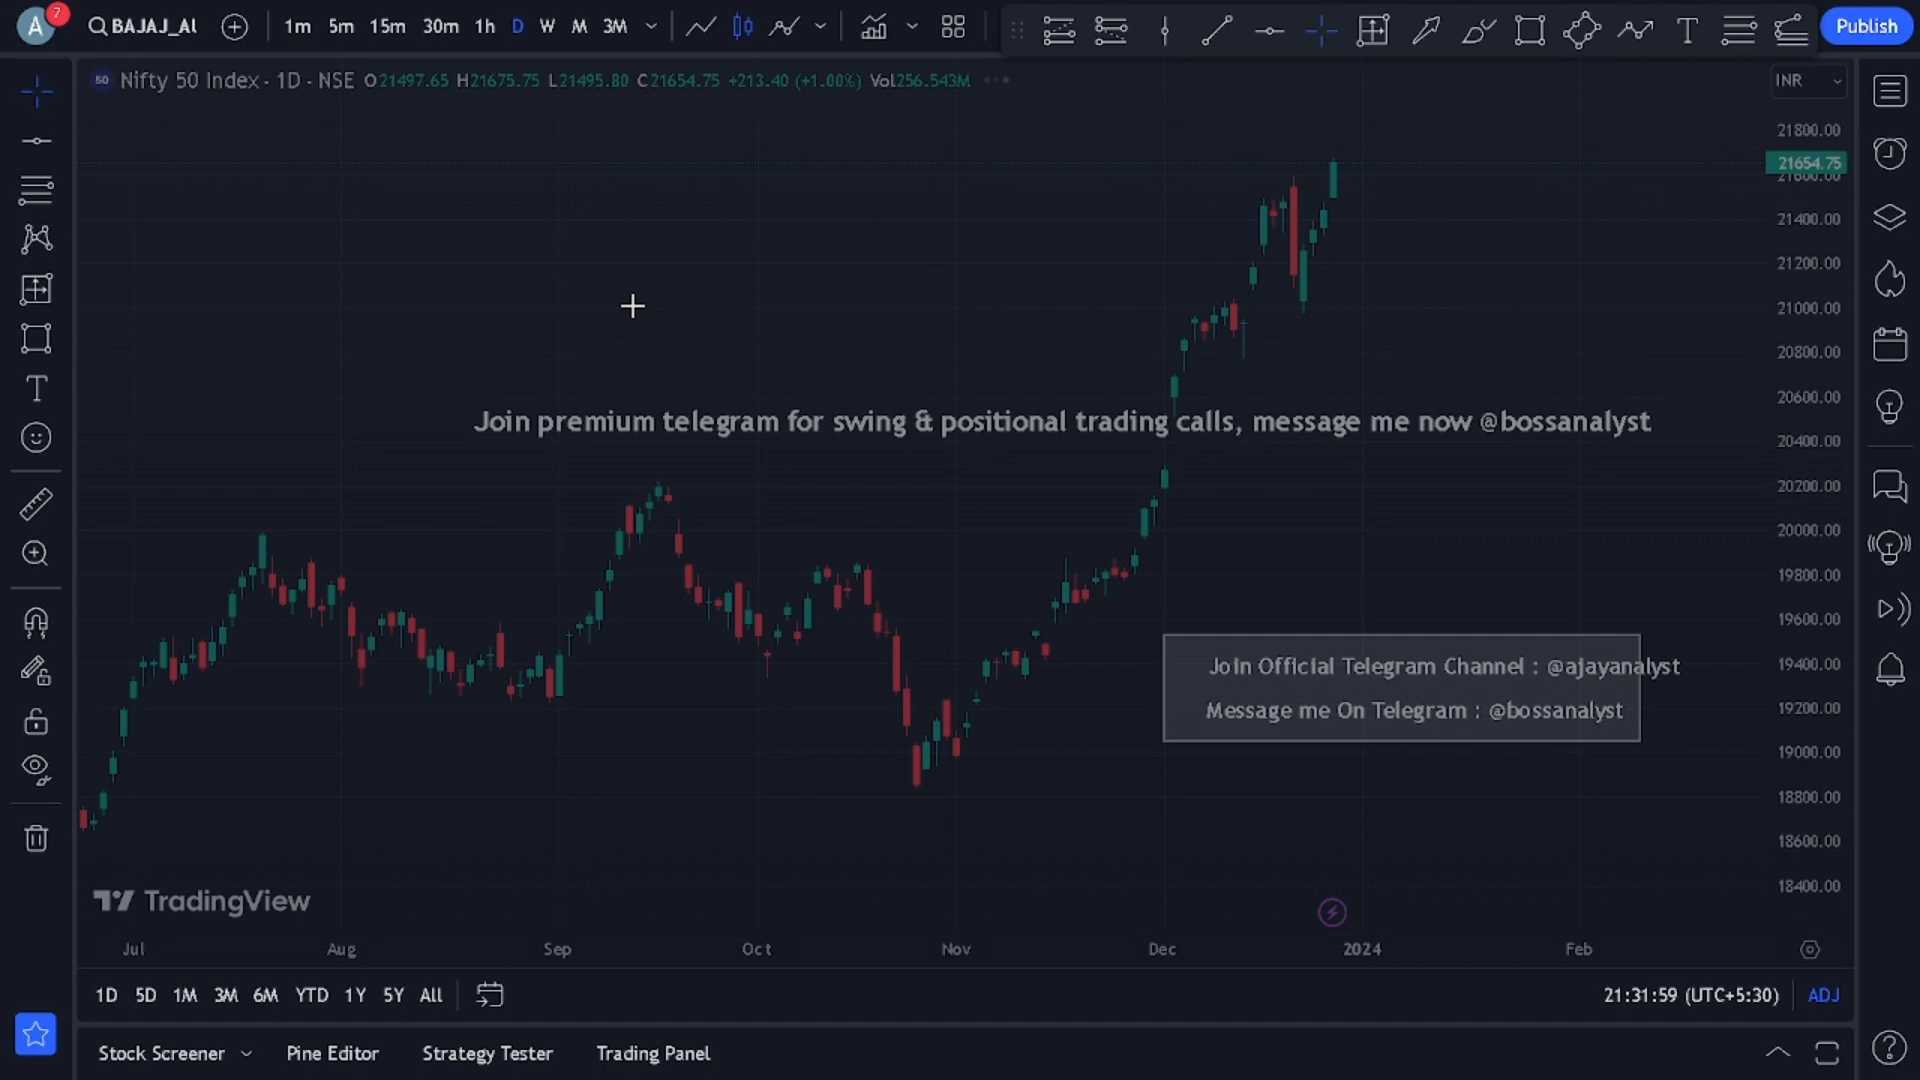 A 7 BAJAJ_AL 1m 5m 15m 30m 1h D W M 3M Publish
50 Nifty 50 Index - 1D - NSE O21497.65 H21675.75 L21495.80 C21654.75 +213.40 (+1.00%) Vol256.543M
INR
21800.00
21654.75
21600.00
21400.00
21200.00
21000.00
20800.00
20600.00
Join premium telegram for swing & positional trading calls, message me now @bossanalyst
20400.00
20200.00
20000.00
19800.00
19600.00
Join Official Telegram Channel : @ajayanalyst
19400.00
Message me On Telegram : @bossanalyst
19200.00
19000.00
18800.00
18600.00
18400.00
TradingView
Jul Aug Sep Oct Nov Dec 2024 Feb
1D 5D 1M 3M 6M YTD 1Y 5Y All 21:31:59 (UTC+5:30) ADJ
Stock Screener Pine Editor Strategy Tester Trading Panel